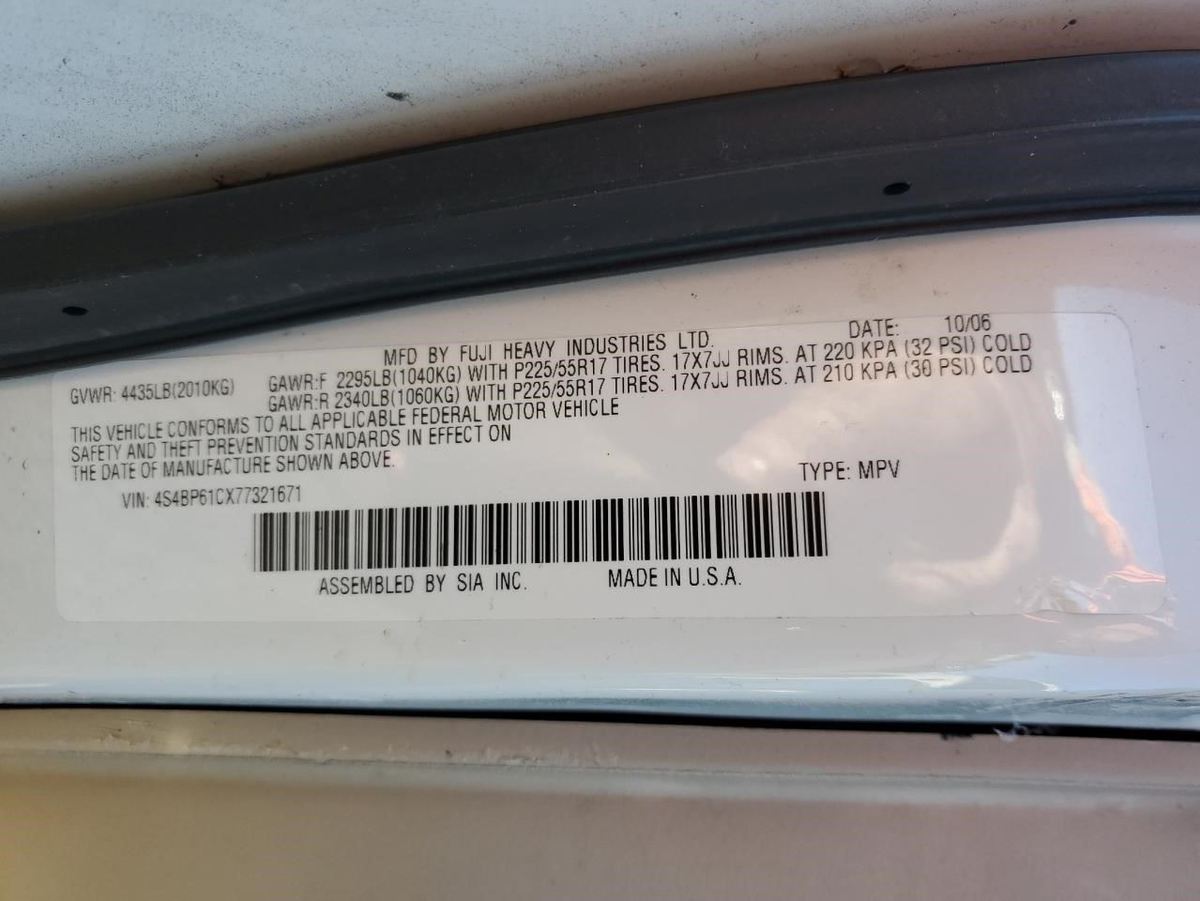 MFD BY FUJI HEAVY INDUSTRIES LTD. DATE: 10/06
GVWR: 4435LB(2010KG) GAWR:F 2295LB(1040KG) WITH P225/55R17 TIRES. 17X7JJ RIMS. AT 220 KPA (32 PSI) COLD
GAWR:R 2340LB(1060KG) WITH P225/55R17 TIRES. 17X7JJ RIMS. AT 210 KPA (30 PSI) COLD
THIS VEHICLE CONFORMS TO ALL APPLICABLE FEDERAL MOTOR VEHICLE
SAFETY AND THEFT PREVENTION STANDARDS IN EFFECT ON
THE DATE OF MANUFACTURE SHOWN ABOVE.
VIN: 4S4BP61CX77321671 TYPE: MPV
ASSEMBLED BY SIA INC. MADE IN U.S.A.